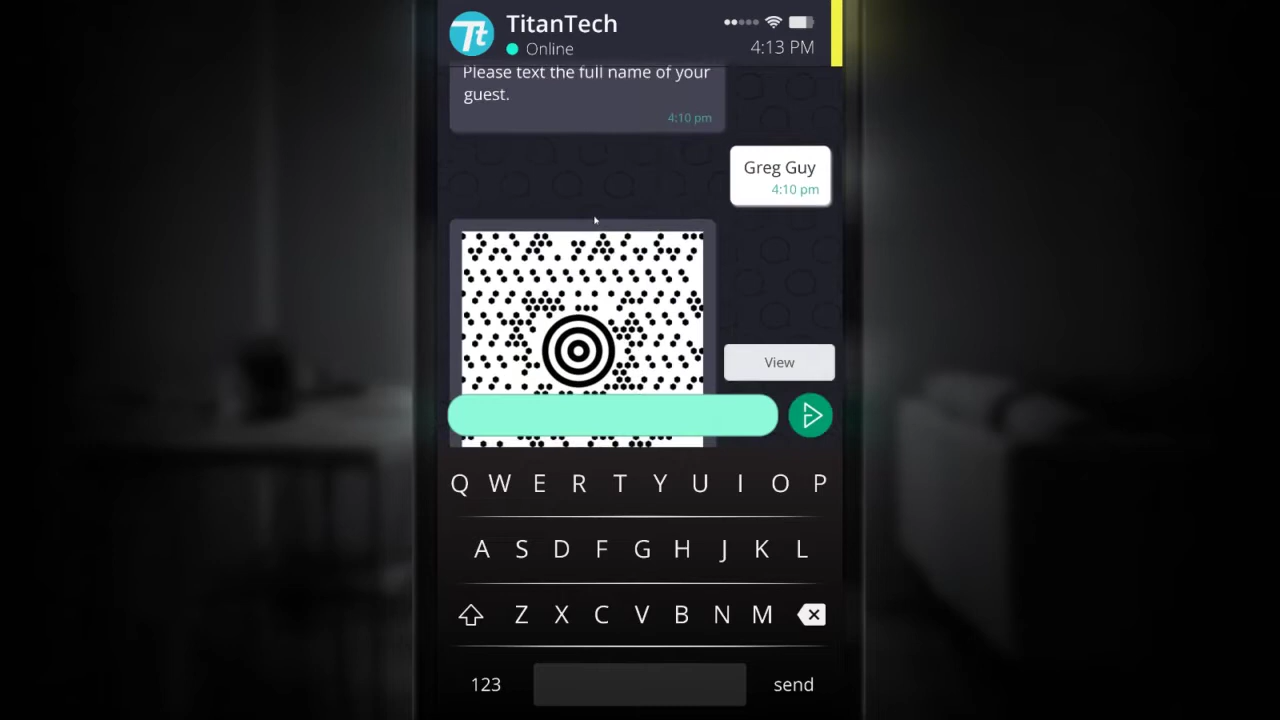 Tt
TitanTech
Online
4:13 PM
Please text the full name of your
guest.
4:10 pm
Greg Guy
4:10 pm
View
Q W E R T Y U I O P
A S D F G H J K L
Z X C V B N M
123
send